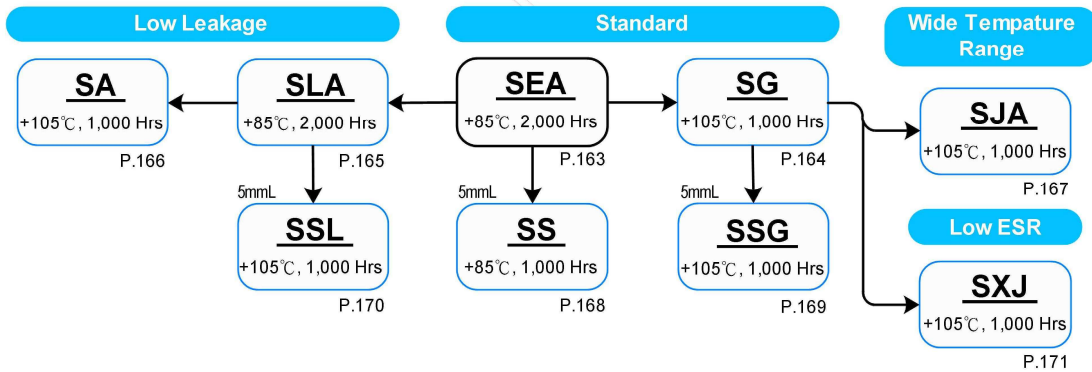 Low Leakage
Standard
Wide Tempature
Range
SA
+105℃, 1,000 Hrs
P.166
SLA
+85℃, 2,000 Hrs
P.165
SEA
+85℃, 2,000 Hrs
P.163
SG
+105℃, 1,000 Hrs
P.164
SJA
+105℃, 1,000 Hrs
P.167
5mmL
SSL
+105℃, 1,000 Hrs
P.170
5mmL
SS
+85℃, 1,000 Hrs
P.168
5mmL
SSG
+105℃, 1,000 Hrs
P.169
Low ESR
SXJ
+105℃, 1,000 Hrs
P.171